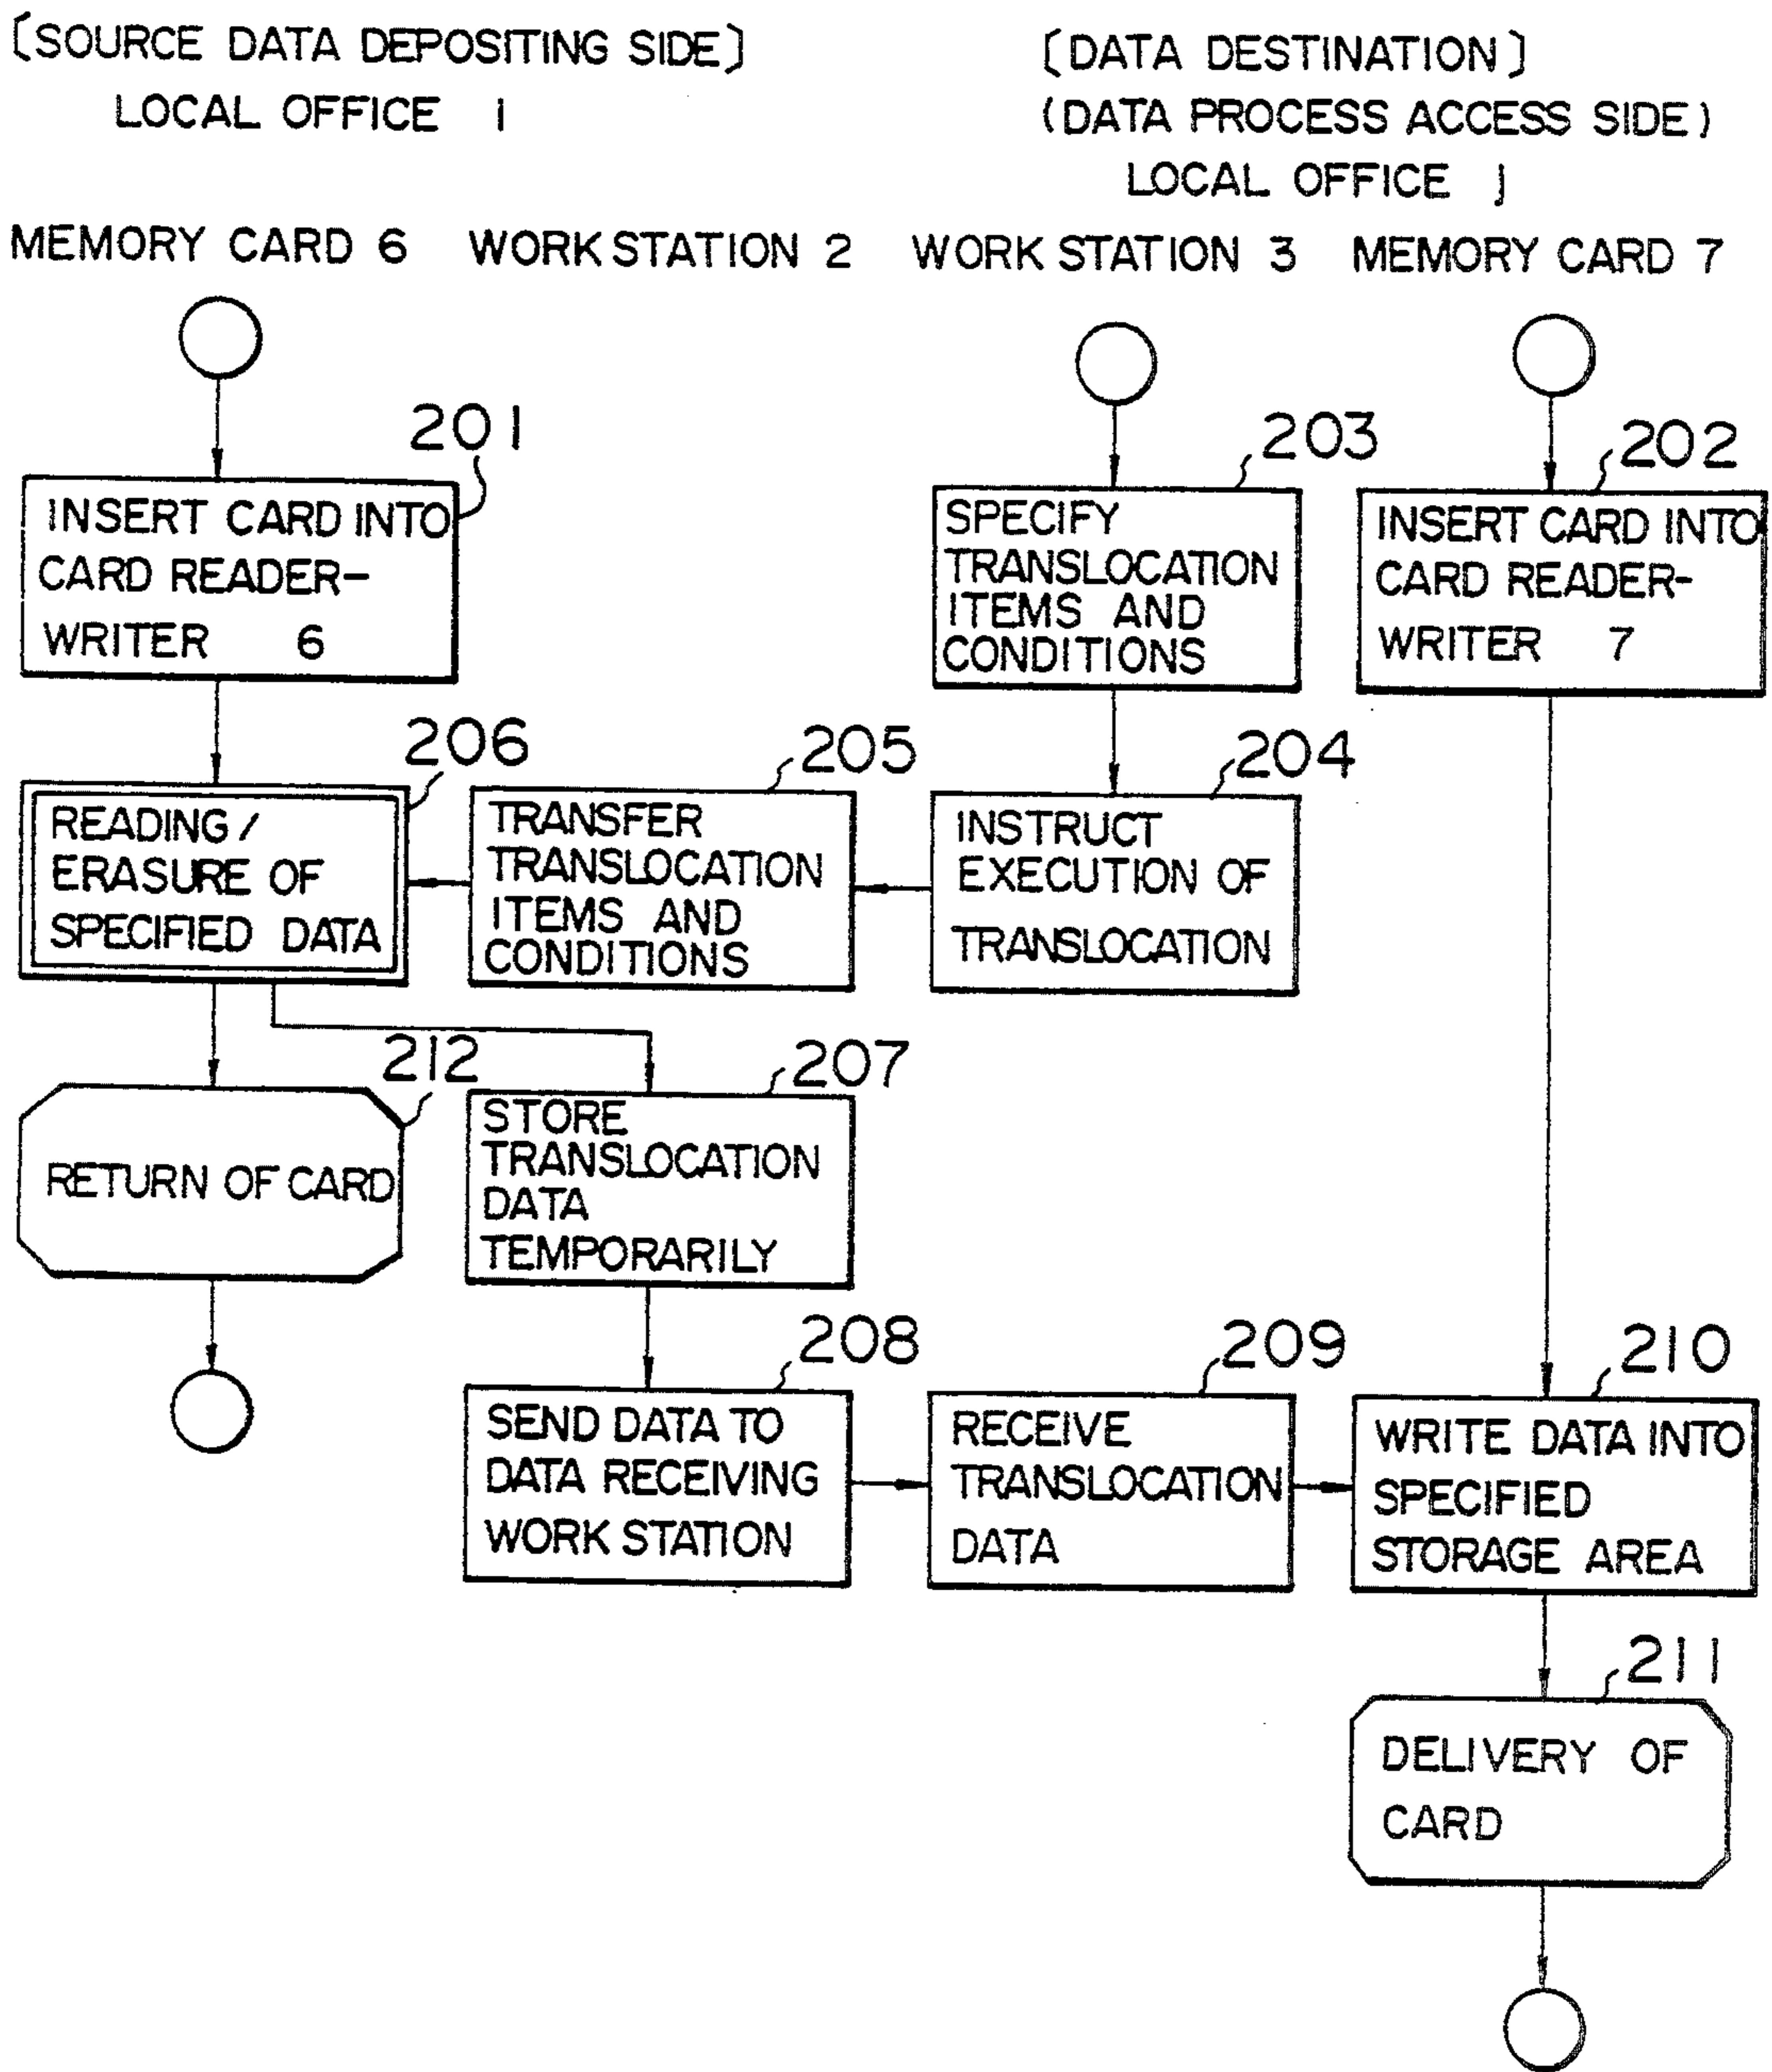 [SOURCE DATA DEPOSITING SIDE]
LOCAL OFFICE i
[DATA DESTINATION]
(DATA PROCESS ACCESS SIDE)
LOCAL OFFICE j
MEMORY CARD 6 WORK STATION 2 WORK STATION 3 MEMORY CARD 7
201
INSERT CARD INTO
CARD READER-
WRITER 6
203
SPECIFY
TRANSLOCATION
ITEMS AND
CONDITIONS
202
INSERT CARD INTO
CARD READER-
WRITER 7
206
READING/
ERASURE OF
SPECIFIED DATA
205
TRANSFER
TRANSLOCATION
ITEMS AND
CONDITIONS
204
INSTRUCT
EXECUTION OF
TRANSLOCATION
212
RETURN OF CARD
207
STORE
TRANSLOCATION
DATA
TEMPORARILY
208
SEND DATA TO
DATA RECEIVING
WORK STATION
209
RECEIVE
TRANSLOCATION
DATA
210
WRITE DATA INTO
SPECIFIED
STORAGE AREA
211
DELIVERY OF
CARD